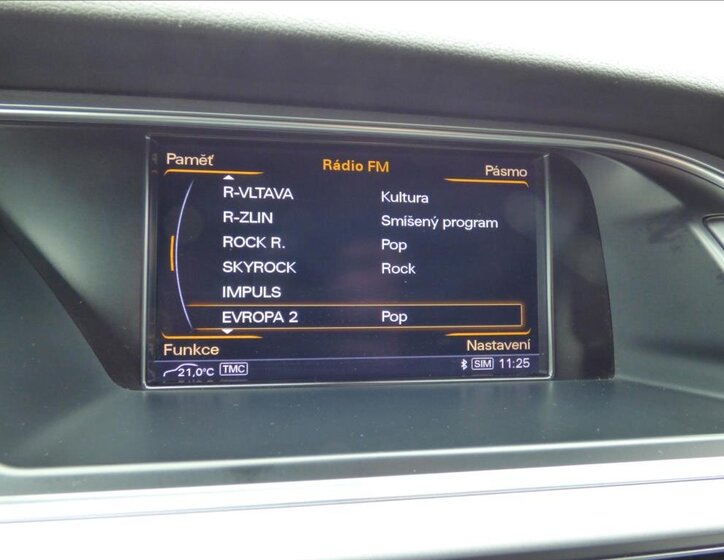 Paměť Rádio FM Pásmo
R-VLTAVA Kultura
R-ZLIN Smíšený program
ROCK R. Pop
SKYROCK Rock
IMPULS
EVROPA 2 Pop
Funkce Nastavení
21,0°C TMC SIM 11:25